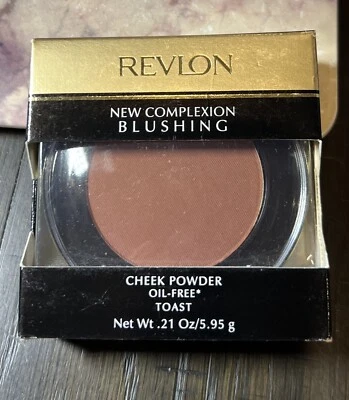 REVLON
NEW COMPLEXION
BLUSHING
CHEEK POWDER
OIL-FREE*
TOAST
Net Wt .21 Oz/5.95 g